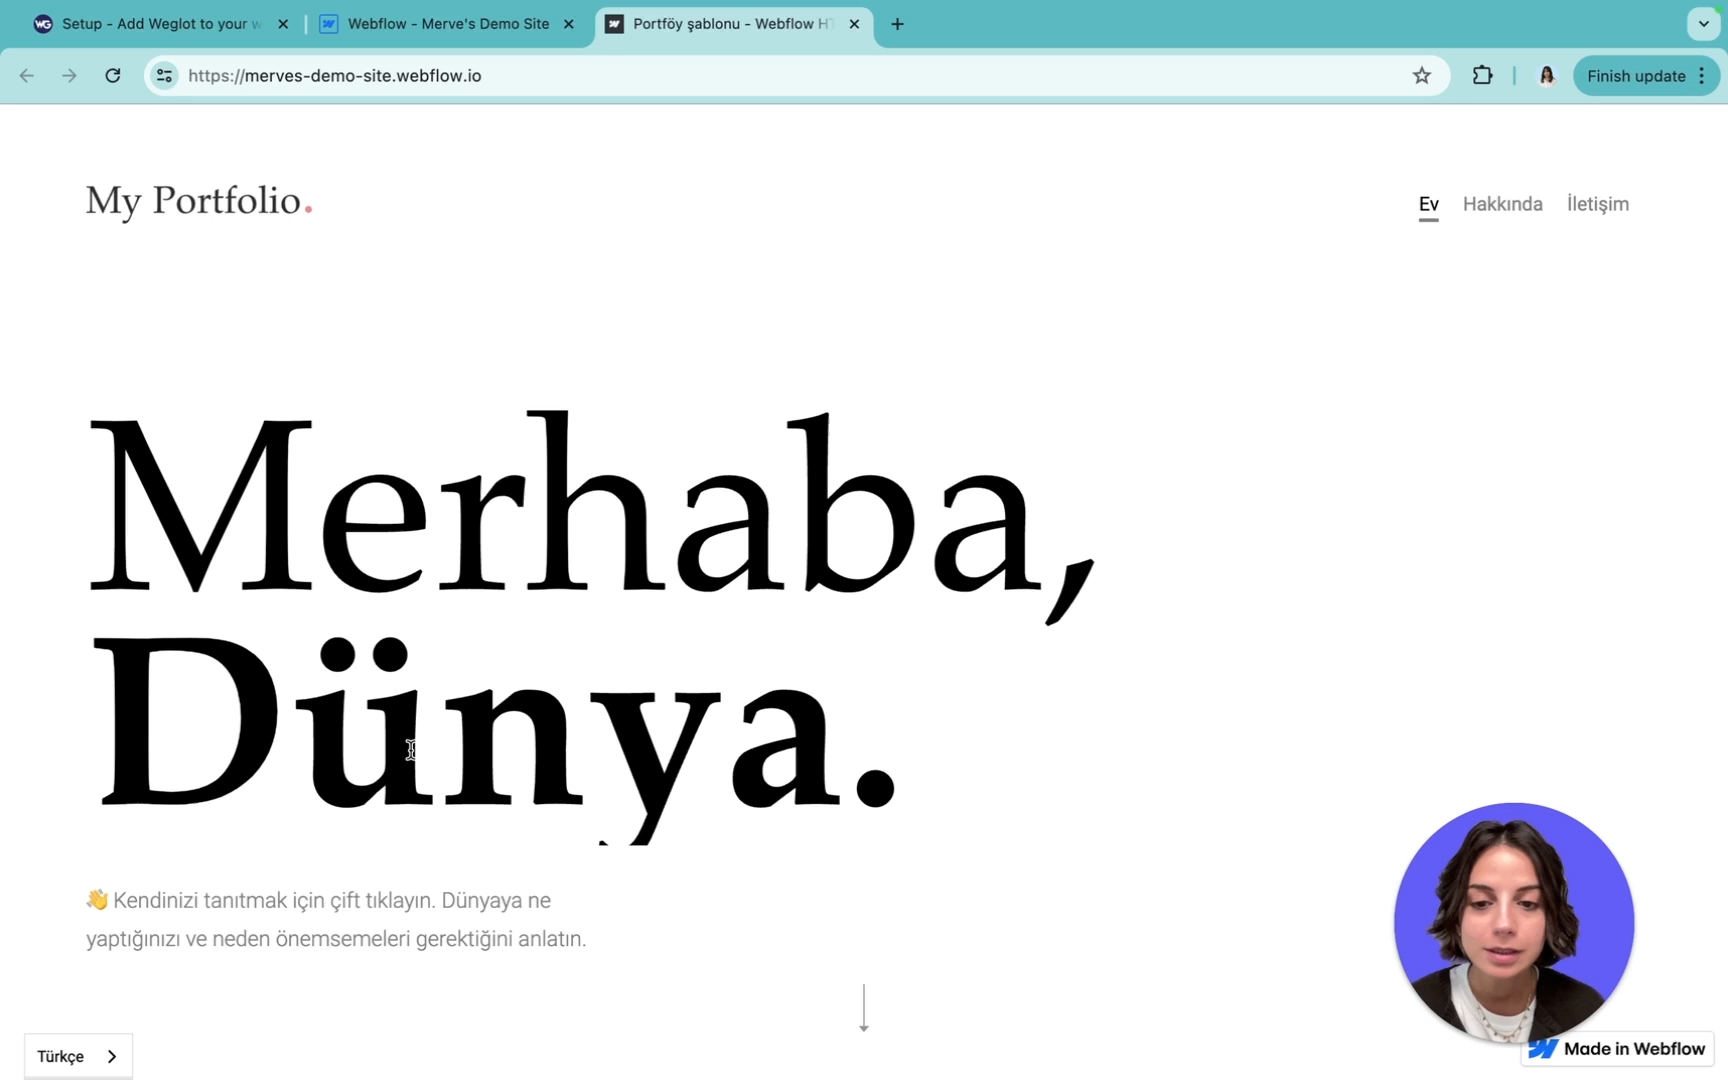 Setup - Add Weglot to your w
Webflow - Merve's Demo Site
Portföy şablonu - Webflow HT
https://merves-demo-site.webflow.io
Finish update
My Portfolio.
Ev
Hakkında
İletişim
Merhaba,
Dünya.
👋 Kendinizi tanıtmak için çift tıklayın. Dünyaya ne
yaptığınızı ve neden önemsemeleri gerektiğini anlatın.
Türkçe
Made in Webflow